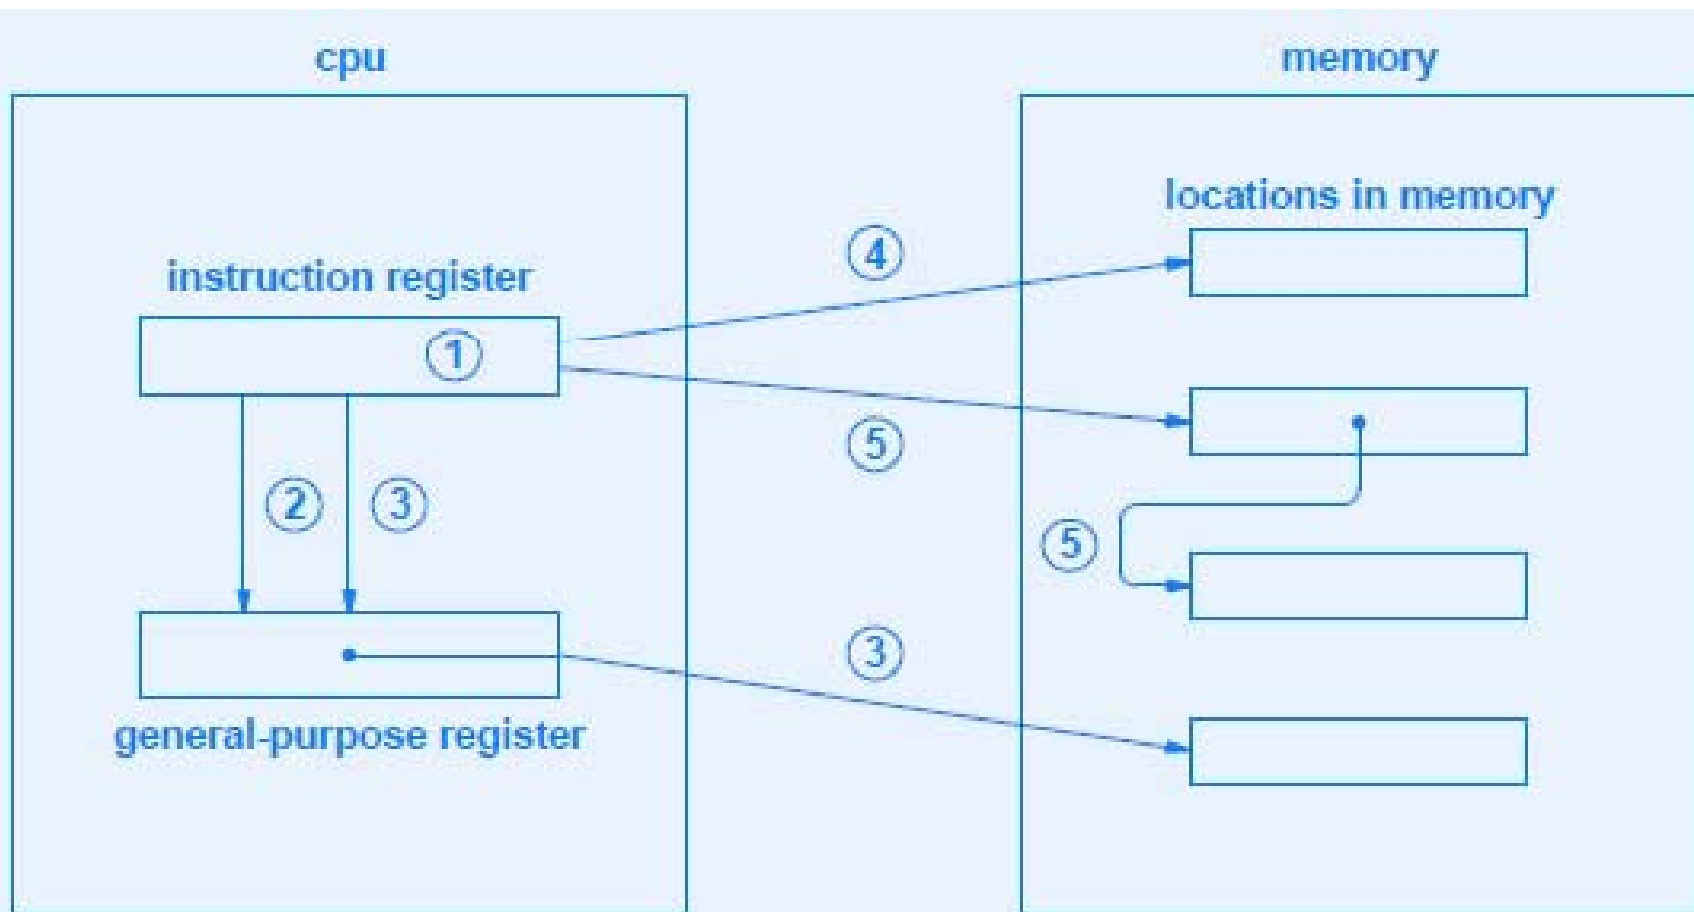 cpu
memory
locations in memory
④
instruction register
①
⑤
②
③
⑤
③
general-purpose register